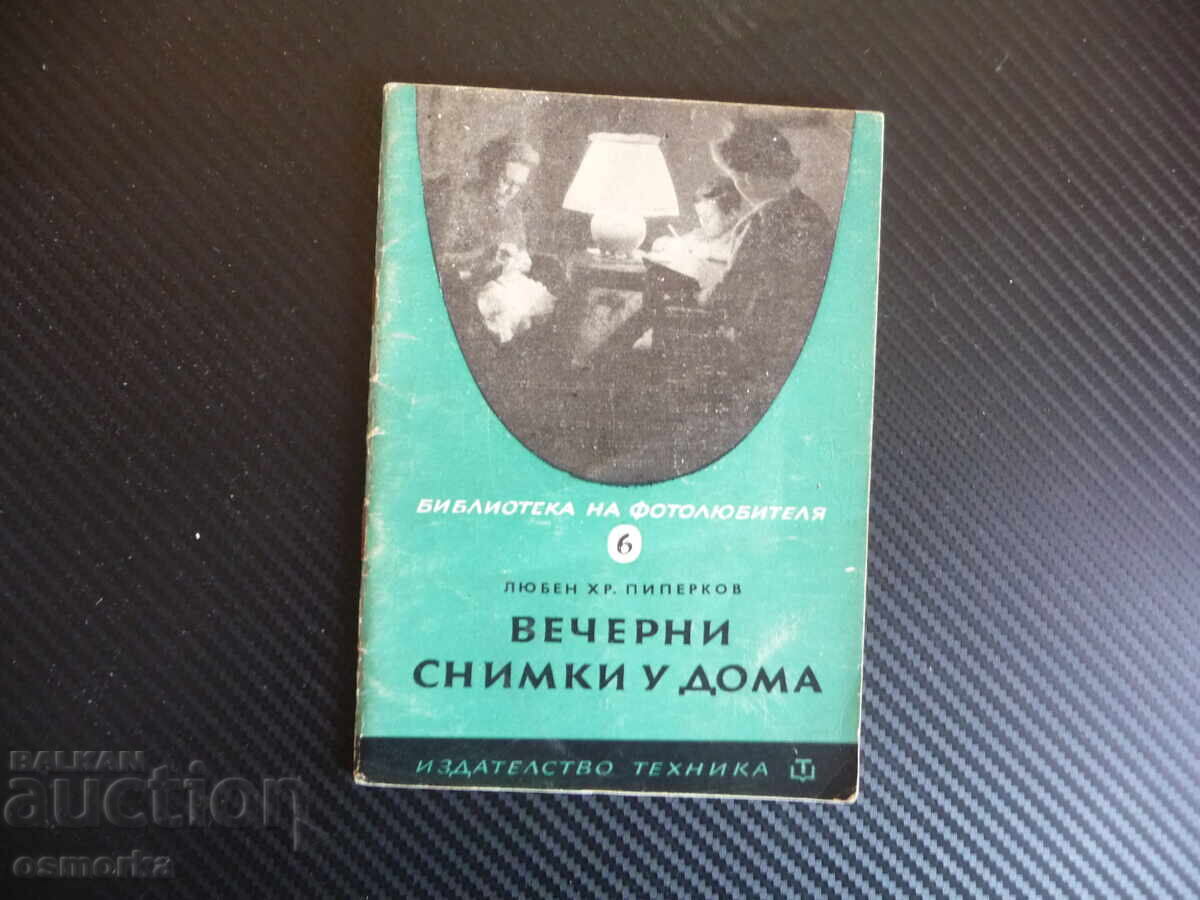 БИБЛИОТЕКА НА ФОТОЛЮБИТЕЛЯ
6
ЛЮБЕН ХР. ПИПЕРКОВ
ВЕЧЕРНИ
СНИМКИ У ДОМА
ИЗДАТЕЛСТВО ТЕХНИКА
BALKAN
auction
osmorka